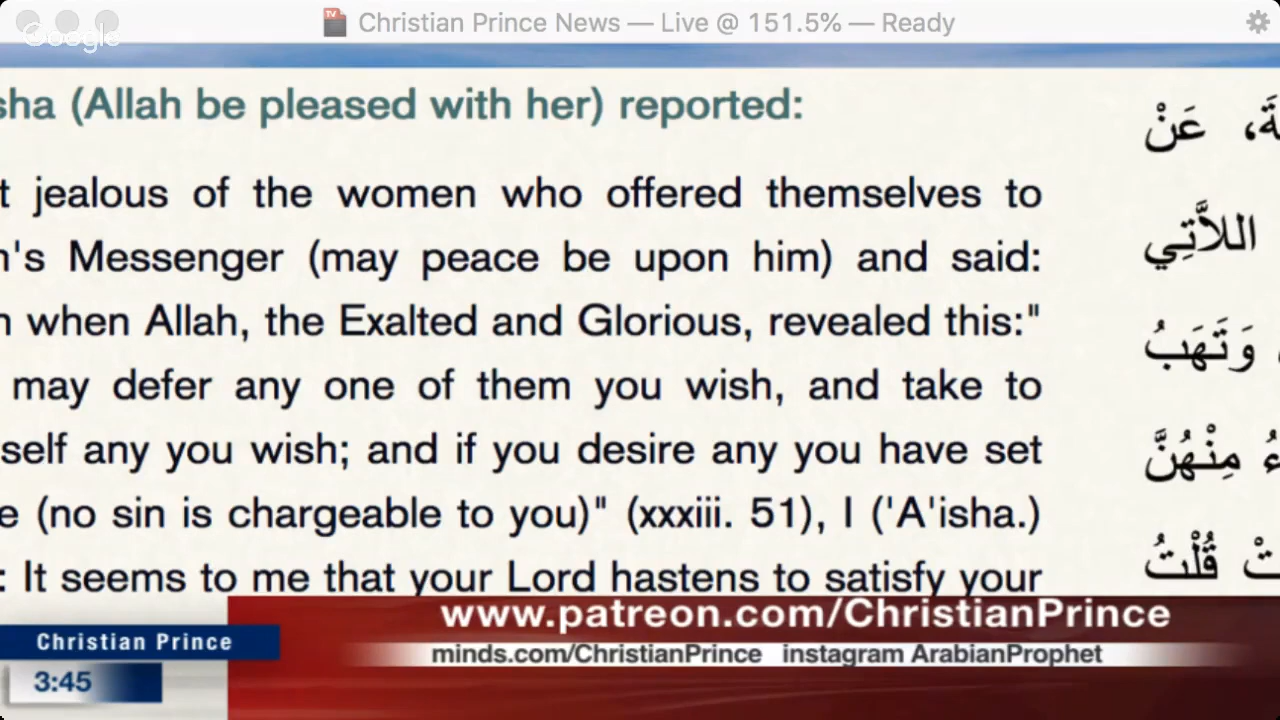 Christian Prince News — Live @ 151.5% — Ready
Google
sha (Allah be pleased with her) reported:
t jealous of the women who offered themselves to
n's Messenger (may peace be upon him) and said:
n when Allah, the Exalted and Glorious, revealed this:"
may defer any one of them you wish, and take to
self any you wish; and if you desire any you have set
e (no sin is chargeable to you)" (xxxiii. 51), I ('A'isha.)
: It seems to me that your Lord hastens to satisfy your
ةَ، عَنْ
اللاَّتِي
وَتَهَبُ
ءُ مِنْهُنَّ
تْ قُلْتُ
www.patreon.com/ChristianPrince
Christian Prince
minds.com/ChristianPrince instagram ArabianProphet
3:45